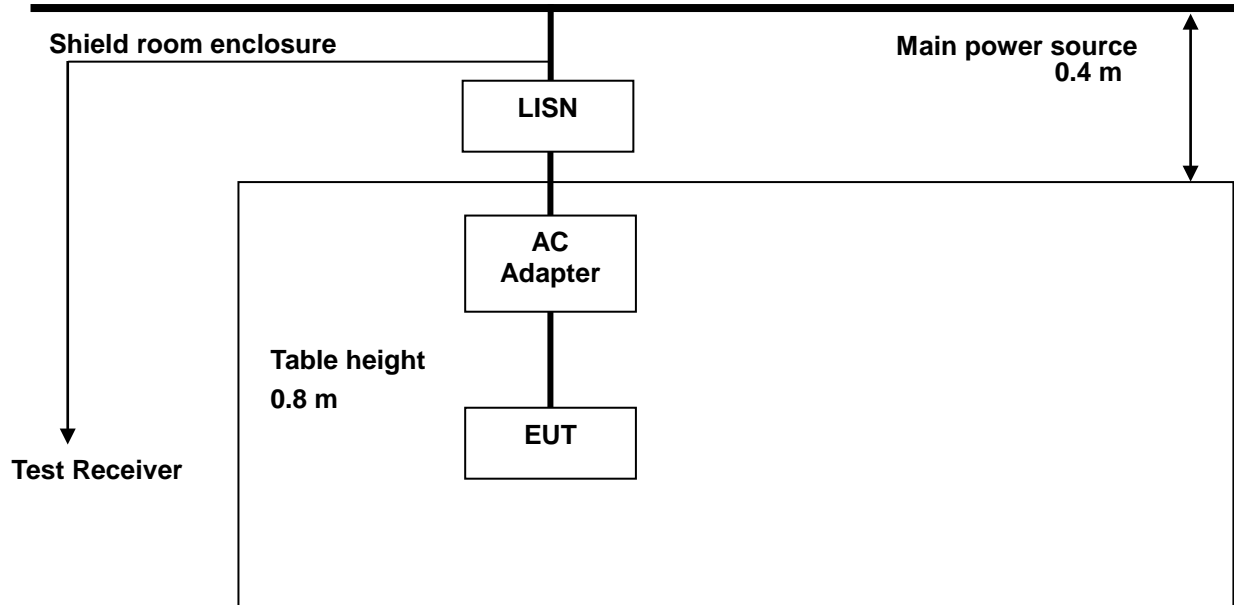 Shield room enclosure
Main power source
0.4 m
LISN
AC
Adapter
Table height
0.8 m
EUT
Test Receiver